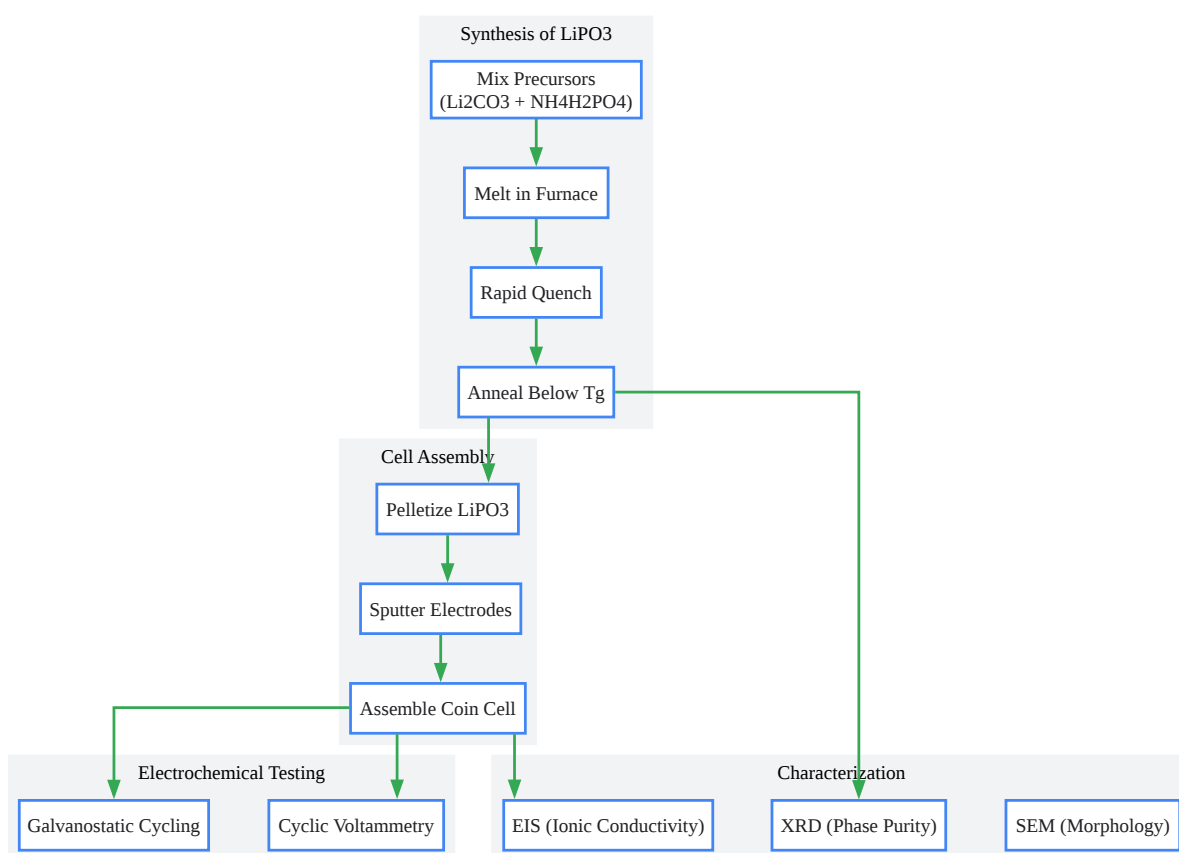 Synthesis of LiPO3
Mix Precursors
(Li2CO3 + NH4H2PO4)
Melt in Furnace
Rapid Quench
Anneal Below Tg
Cell Assembly
Pelletize LiPO3
Sputter Electrodes
Assemble Coin Cell
Electrochemical Testing
Galvanostatic Cycling
Cyclic Voltammetry
Characterization
EIS (Ionic Conductivity)
XRD (Phase Purity)
SEM (Morphology)